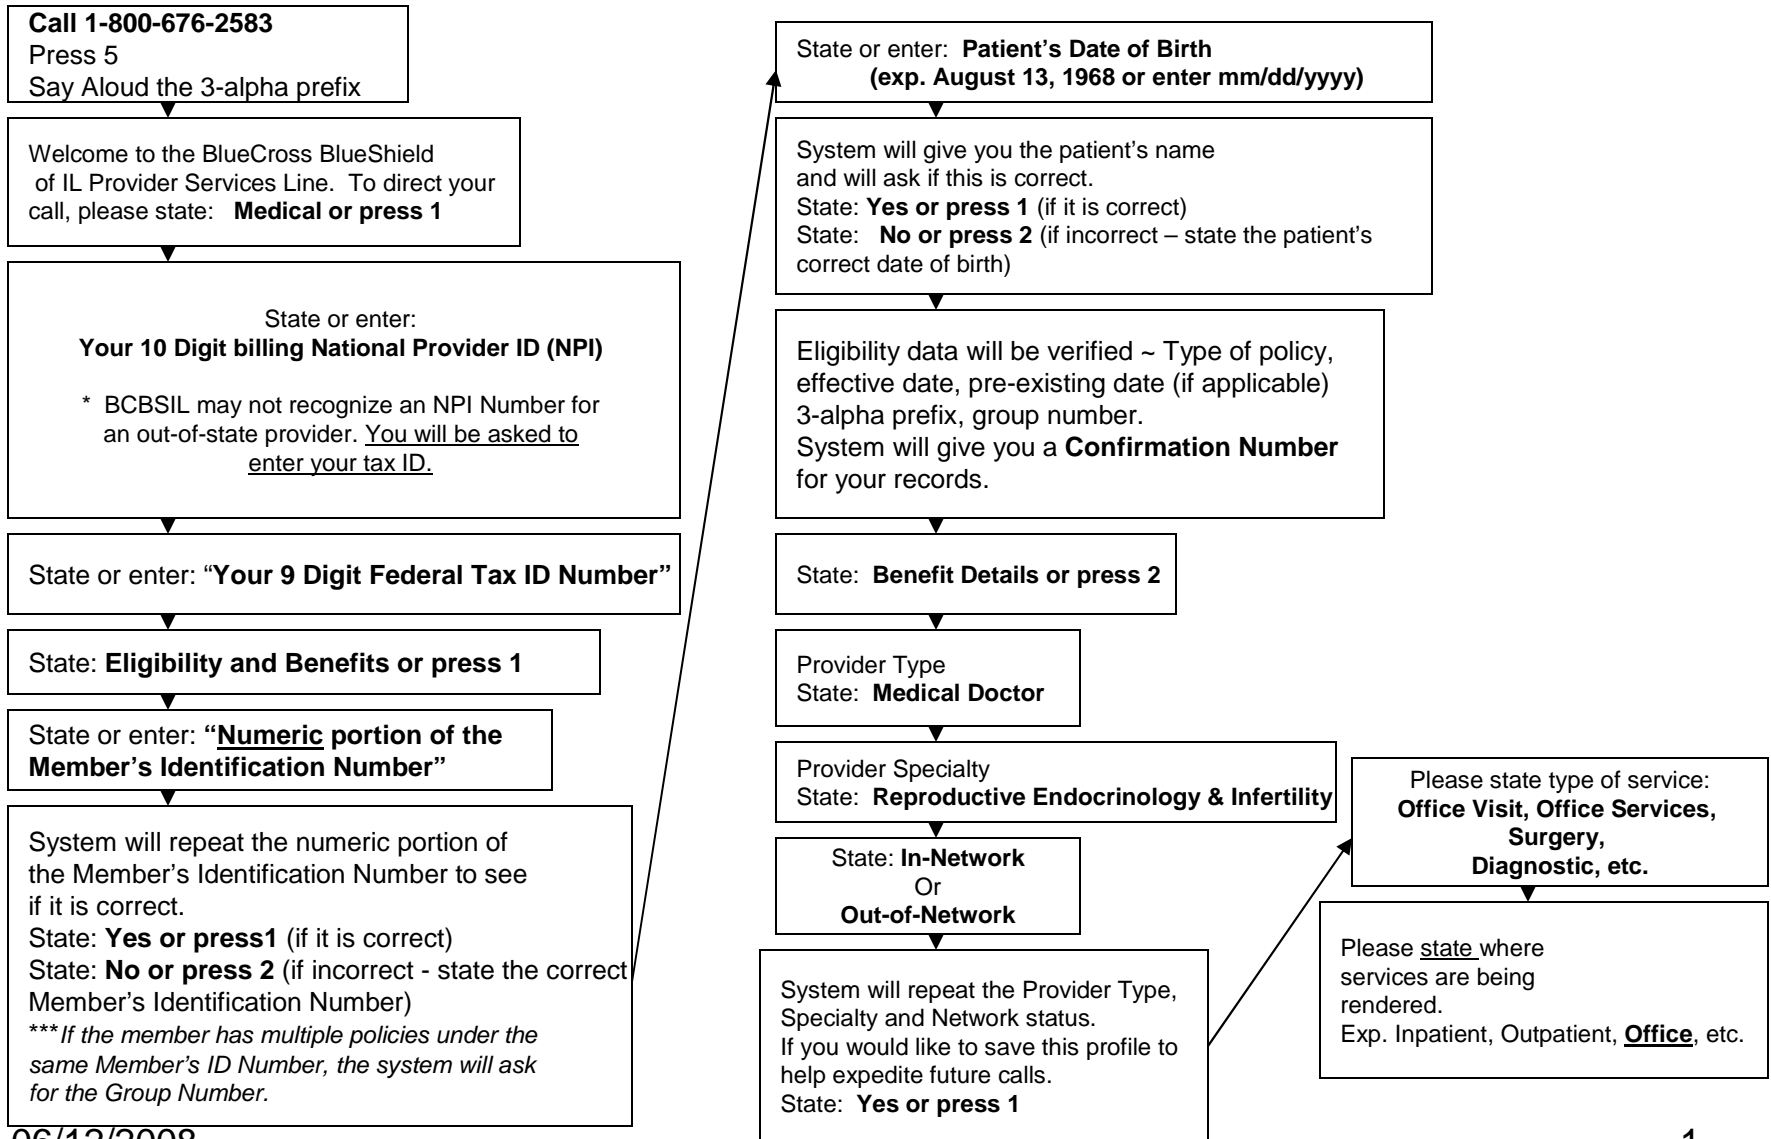 Call 1-800-676-2583
Press 5
Say Aloud the 3-alpha prefix
Welcome to the BlueCross BlueShield
of IL Provider Services Line. To direct your
call, please state: Medical or press 1
State or enter:
Your 10 Digit billing National Provider ID (NPI)
* BCBSIL may not recognize an NPI Number for
an out-of-state provider. You will be asked to
enter your tax ID.
State or enter: “Your 9 Digit Federal Tax ID Number”
State: Eligibility and Benefits or press 1
State or enter: “Numeric portion of the
Member’s Identification Number”
System will repeat the numeric portion of
the Member’s Identification Number to see
if it is correct.
State: Yes or press1 (if it is correct)
State: No or press 2 (if incorrect - state the correct
Member’s Identification Number)
***If the member has multiple policies under the
same Member’s ID Number, the system will ask
for the Group Number.
State or enter: Patient’s Date of Birth
(exp. August 13, 1968 or enter mm/dd/yyyy)
System will give you the patient’s name
and will ask if this is correct.
State: Yes or press 1 (if it is correct)
State: No or press 2 (if incorrect – state the patient’s
correct date of birth)
Eligibility data will be verified ~ Type of policy,
effective date, pre-existing date (if applicable)
3-alpha prefix, group number.
System will give you a Confirmation Number
for your records.
State: Benefit Details or press 2
Provider Type
State: Medical Doctor
Provider Specialty
State: Reproductive Endocrinology & Infertility
State: In-Network
Or
Out-of-Network
System will repeat the Provider Type,
Specialty and Network status.
If you would like to save this profile to
help expedite future calls.
State: Yes or press 1
Please state type of service:
Office Visit, Office Services,
Surgery,
Diagnostic, etc.
Please state where
services are being
rendered.
Exp. Inpatient, Outpatient, Office, etc.
06/12/2008
1